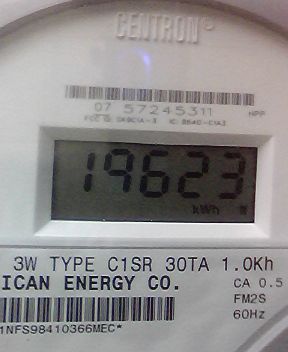 CENTRON®
07 57245311 HPP
19623
kWh
3W TYPE C1SR 30TA 1.0Kh
ICAN ENERGY CO. CA 0.5
FM2S
60Hz
1NFS98410366MEC*